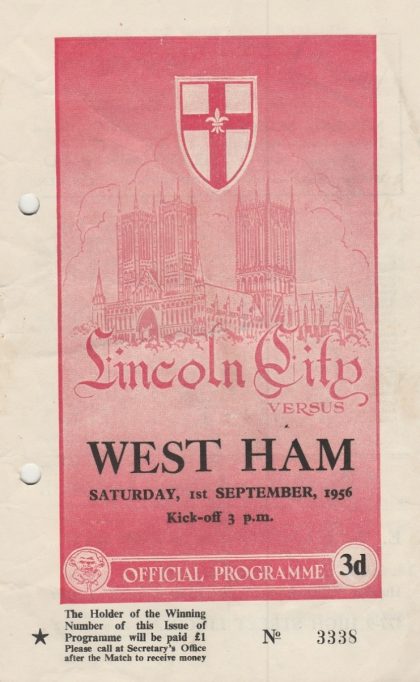 Lincoln City
VERSUS
WEST HAM
SATURDAY, 1st SEPTEMBER, 1956
Kick-off 3 p.m.
OFFICIAL PROGRAMME 3d
The Holder of the Winning
Number of this Issue of
★ Programme will be paid £1 Nº 3338
Please call at Secretary's Office
after the Match to receive money